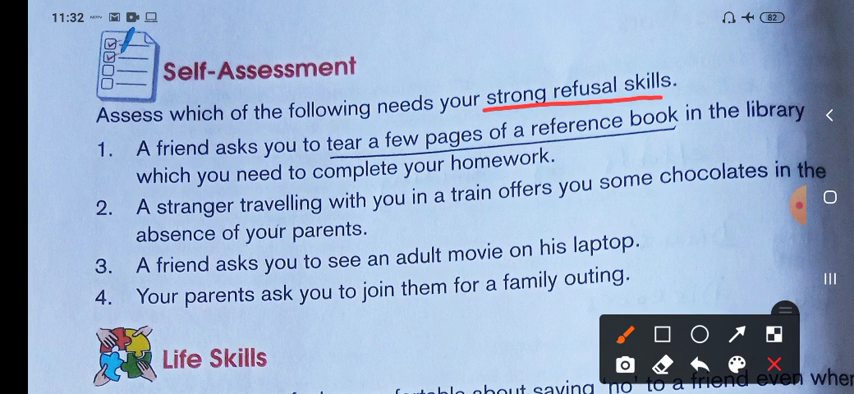 11:32
82
Self-Assessment
Assess which of the following needs your strong refusal skills.
1. A friend asks you to tear a few pages of a reference book in the library
which you need to complete your homework.
2. A stranger travelling with you in a train offers you some chocolates in the
absence of your parents.
3. A friend asks you to see an adult movie on his laptop.
4. Your parents ask you to join them for a family outing.
Life Skills
about saying 'no' to a friend even